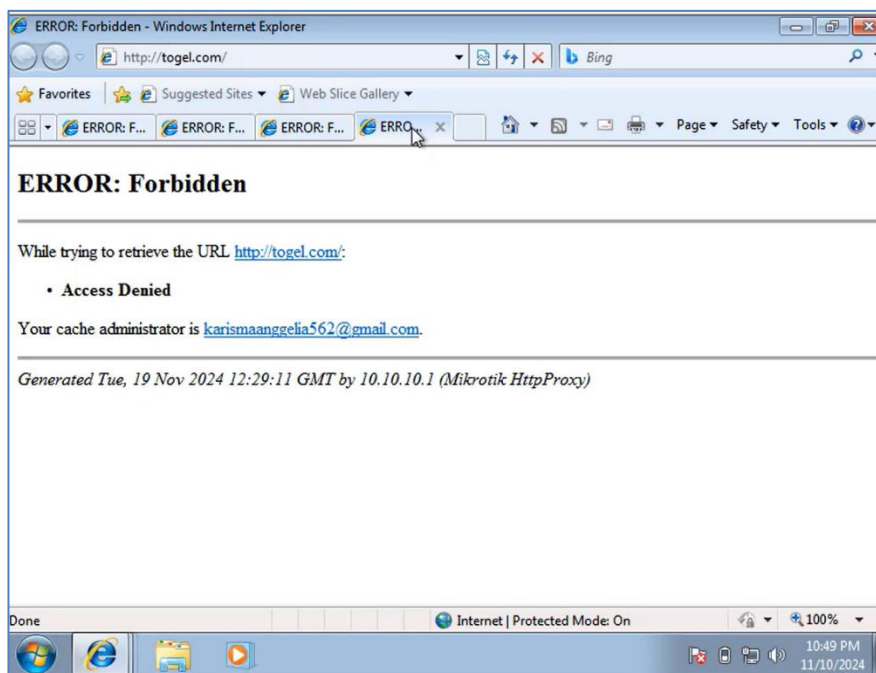 ERROR: Forbidden - Windows Internet Explorer
http://togel.com/
Bing
Favorites Suggested Sites Web Slice Gallery
ERROR: F... ERROR: F... ERROR: F... ERRO... Page Safety Tools
ERROR: Forbidden
While trying to retrieve the URL http://togel.com/:
• Access Denied
Your cache administrator is karismaanggelia562@gmail.com.
Generated Tue, 19 Nov 2024 12:29:11 GMT by 10.10.10.1 (Mikrotik HttpProxy)
Done Internet | Protected Mode: On 100%
10:49 PM
11/10/2024